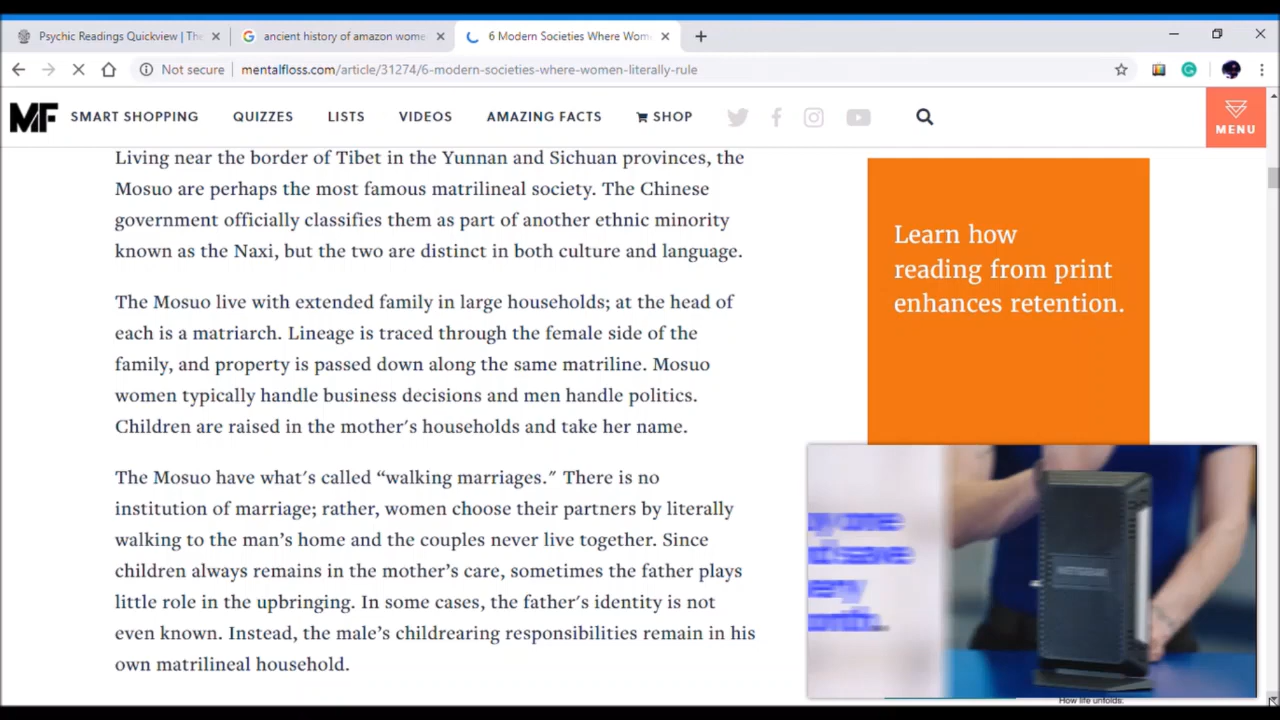 Psychic Readings Quickview | The
ancient history of amazon wome
6 Modern Societies Where Wom
Not secure
mentalfloss.com/article/31274/6-modern-societies-where-women-literally-rule
MF
SMART SHOPPING
QUIZZES
LISTS
VIDEOS
AMAZING FACTS
SHOP
MENU
Living near the border of Tibet in the Yunnan and Sichuan provinces, the
Mosuo are perhaps the most famous matrilineal society. The Chinese
government officially classifies them as part of another ethnic minority
known as the Naxi, but the two are distinct in both culture and language.
The Mosuo live with extended family in large households; at the head of
each is a matriarch. Lineage is traced through the female side of the
family, and property is passed down along the same matriline. Mosuo
women typically handle business decisions and men handle politics.
Children are raised in the mother's households and take her name.
The Mosuo have what's called “walking marriages." There is no
institution of marriage; rather, women choose their partners by literally
walking to the man’s home and the couples never live together. Since
children always remains in the mother’s care, sometimes the father plays
little role in the upbringing. In some cases, the father's identity is not
even known. Instead, the male’s childrearing responsibilities remain in his
own matrilineal household.
Learn how
reading from print
enhances retention.
NETGEAR
How life unfolds.